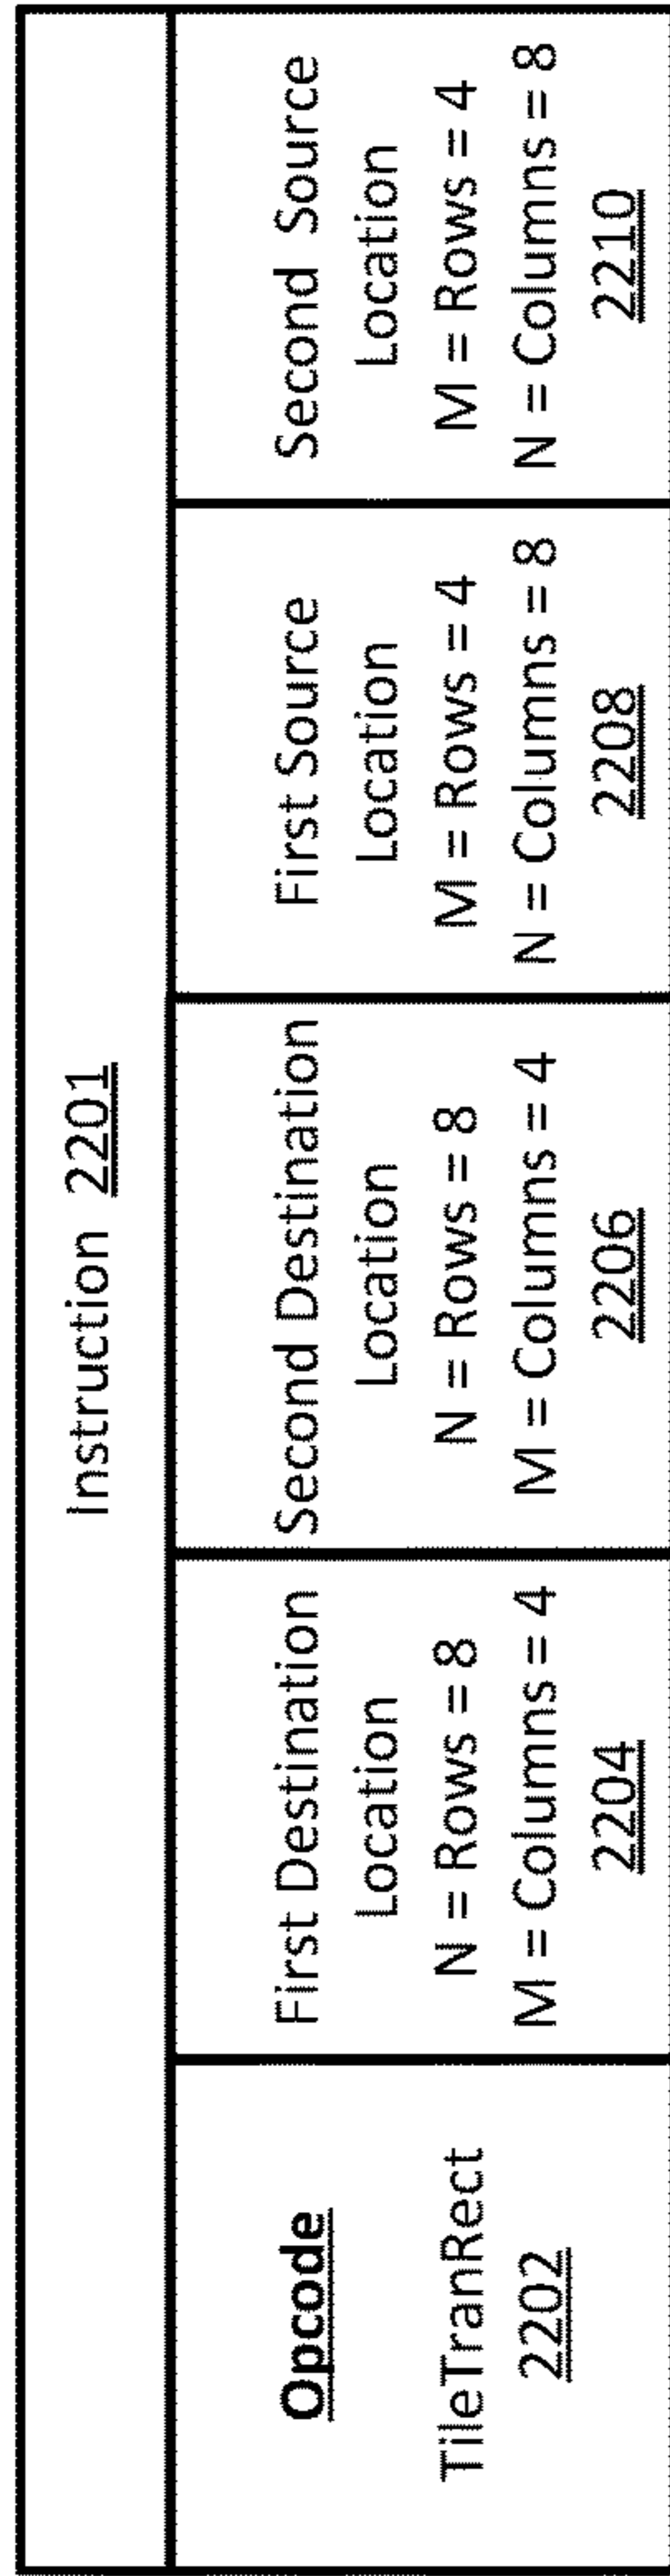 Instruction 2201
Opcode
TileTranRect
2202
First Destination
Location
N = Rows = 8
M = Columns = 4
2204
Second Destination
Location
N = Rows = 8
M = Columns = 4
2206
First Source
Location
M = Rows = 4
N = Columns = 8
2208
Second Source
Location
M = Rows = 4
N = Columns = 8
2210